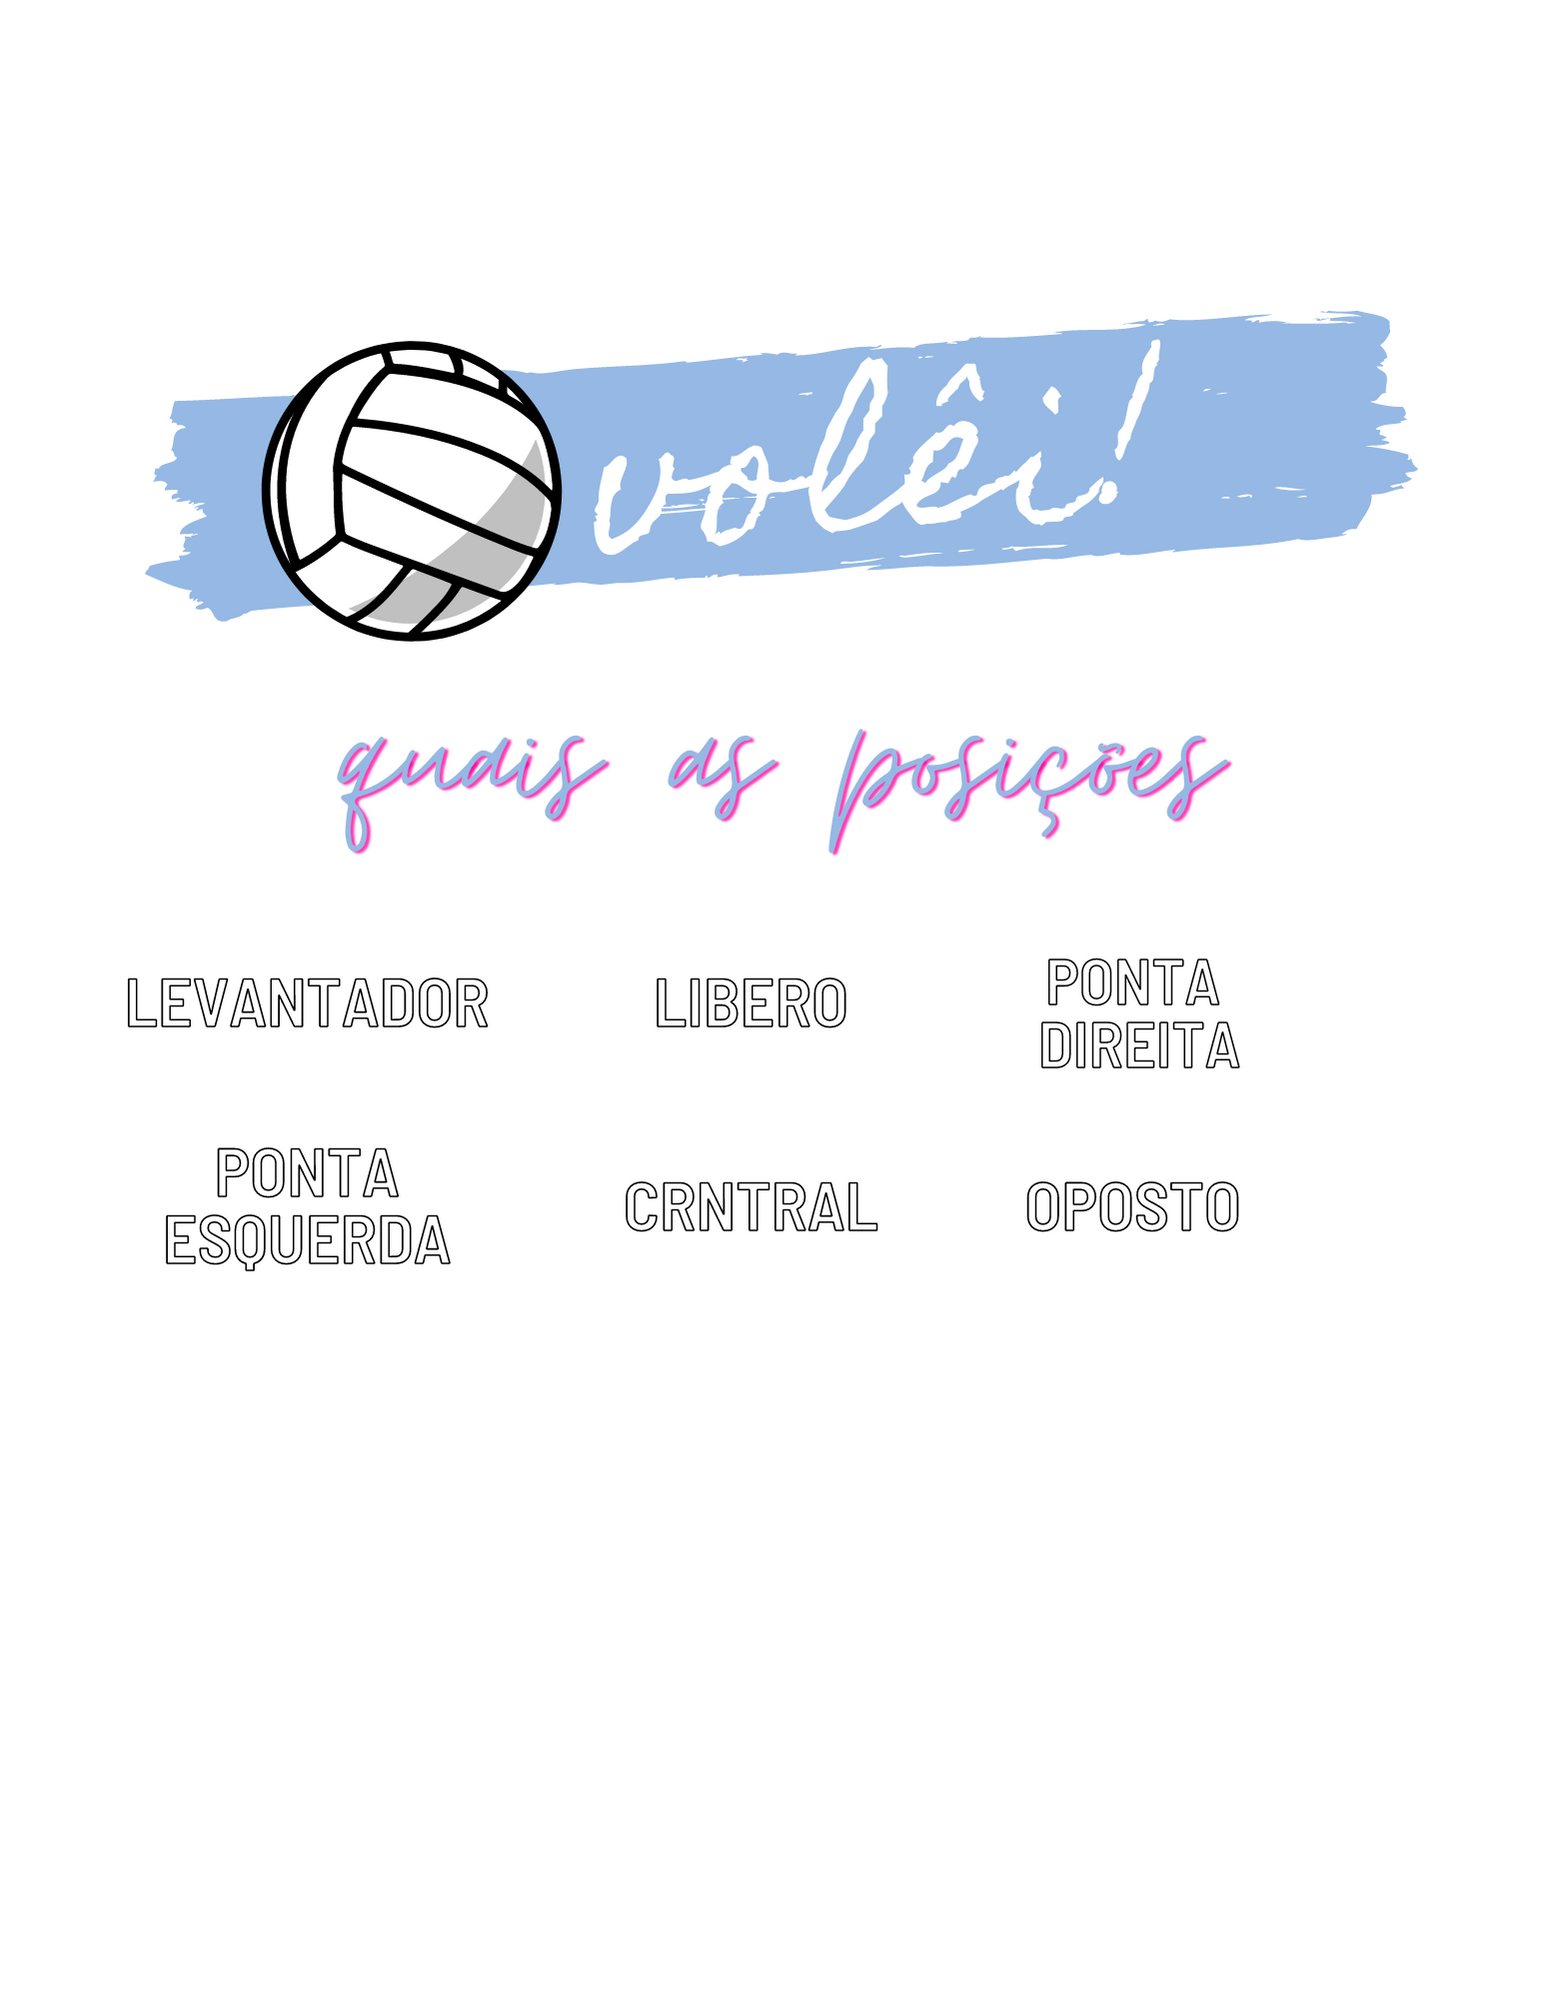 volêi!
quais as posições
LEVANTADOR
LIBERO
PONTA
DIREITA
PONTA
ESQUERDA
CRNTRAL
OPOSTO